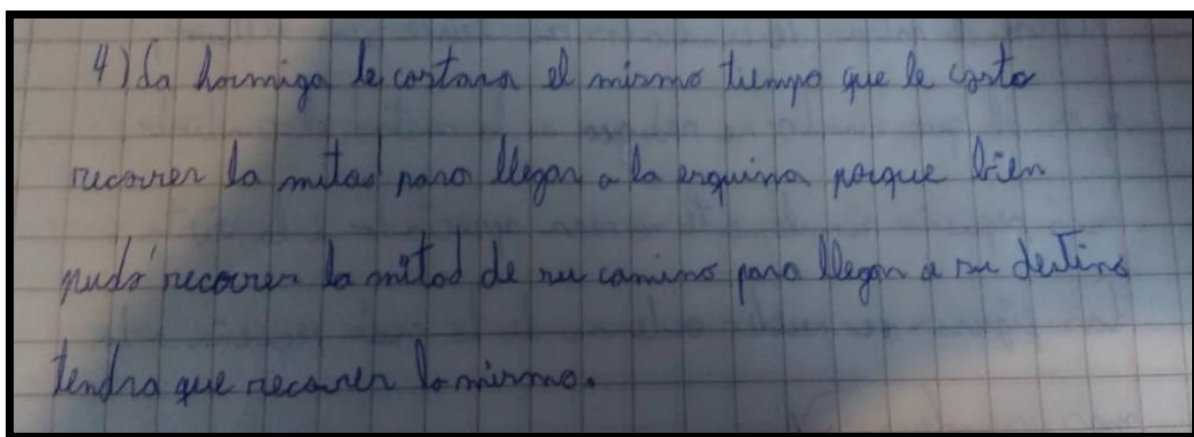 4) La hormiga le costara el mismo tiempo que le costo
recorrer la mitad para llegar a la esquina porque bien
pudo recorrer la mitad de su camino para llegar a su destino
tendra que recorrer lo mismo.